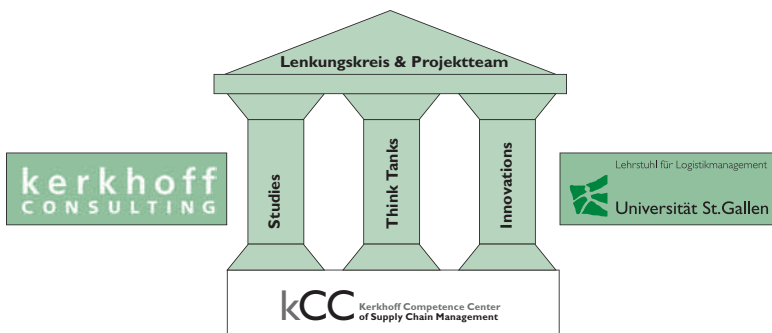 Lenkungskreis & Projektteam
kerkhoff
CONSULTING
Studies
Think Tanks
Innovations
Lehrstuhl für Logistikmanagement
Universität St.Gallen
kCC Kerkhoff Competence Center
of Supply Chain Management